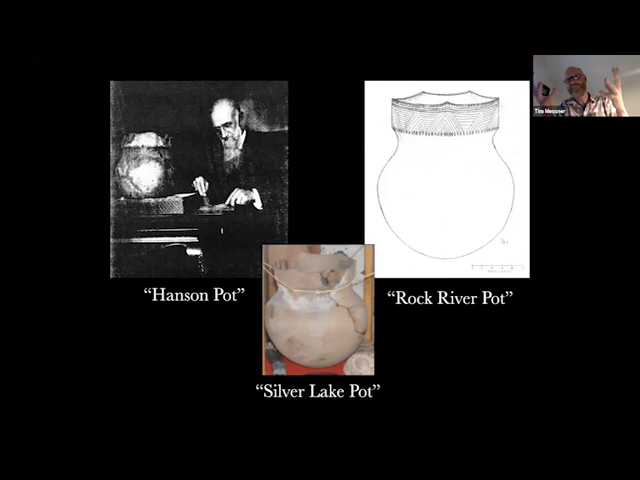 Tim Messner
“Hanson Pot”
“Rock River Pot”
“Silver Lake Pot”